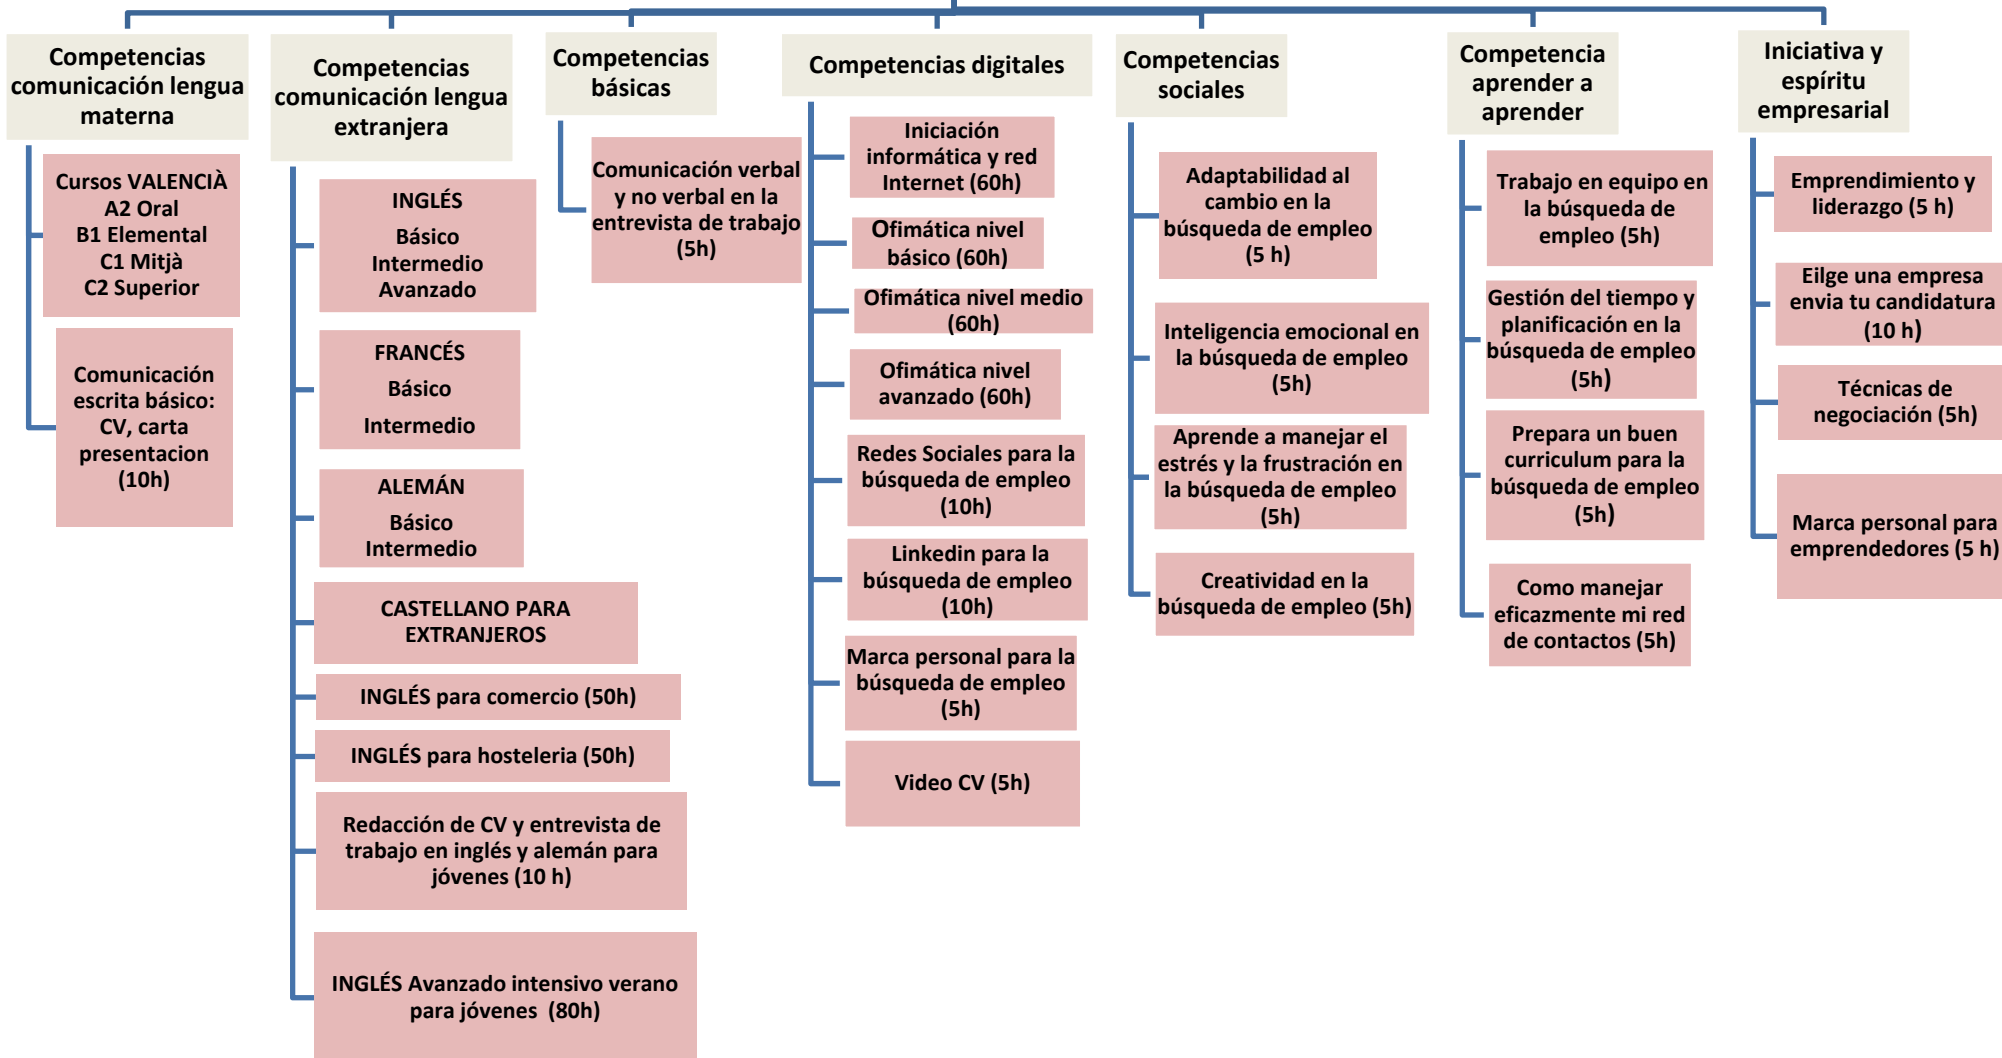 Competencias
comunicación lengua
materna
Cursos VALENCIÀ
A2 Oral
B1 Elemental
C1 Mitjà
C2 Superior
Comunicación
escrita básico:
CV, carta
presentacion
(10h)
Competencias
comunicación lengua
extranjera
INGLÉS
Básico
Intermedio
Avanzado
FRANCÉS
Básico
Intermedio
ALEMÁN
Básico
Intermedio
CASTELLANO PARA
EXTRANJEROS
INGLÉS para comercio (50h)
INGLÉS para hosteleria (50h)
Redacción de CV y entrevista de
trabajo en inglés y alemán para
jóvenes (10 h)
INGLÉS Avanzado intensivo verano
para jóvenes (80h)
Competencias
básicas
Comunicación verbal
y no verbal en la
entrevista de trabajo
(5h)
Competencias digitales
Iniciación
informática y red
Internet (60h)
Ofimática nivel
básico (60h)
Ofimática nivel medio
(60h)
Ofimática nivel
avanzado (60h)
Redes Sociales para la
búsqueda de empleo
(10h)
Linkedin para la
búsqueda de empleo
(10h)
Marca personal para la
búsqueda de empleo
(5h)
Video CV (5h)
Competencias
sociales
Adaptabilidad al
cambio en la
búsqueda de empleo
(5 h)
Inteligencia emocional en
la búsqueda de empleo
(5h)
Aprende a manejar el
estrés y la frustración en
la búsqueda de empleo
(5h)
Creatividad en la
búsqueda de empleo (5h)
Competencia
aprender a
aprender
Trabajo en equipo en
la búsqueda de
empleo (5h)
Gestión del tiempo y
planificación en la
búsqueda de empleo
(5h)
Prepara un buen
curriculum para la
búsqueda de empleo
(5h)
Como manejar
eficazmente mi red
de contactos (5h)
Iniciativa y
espíritu
empresarial
Emprendimiento y
liderazgo (5 h)
Eilge una empresa
envia tu candidatura
(10 h)
Técnicas de
negociación (5h)
Marca personal para
emprendedores (5 h)